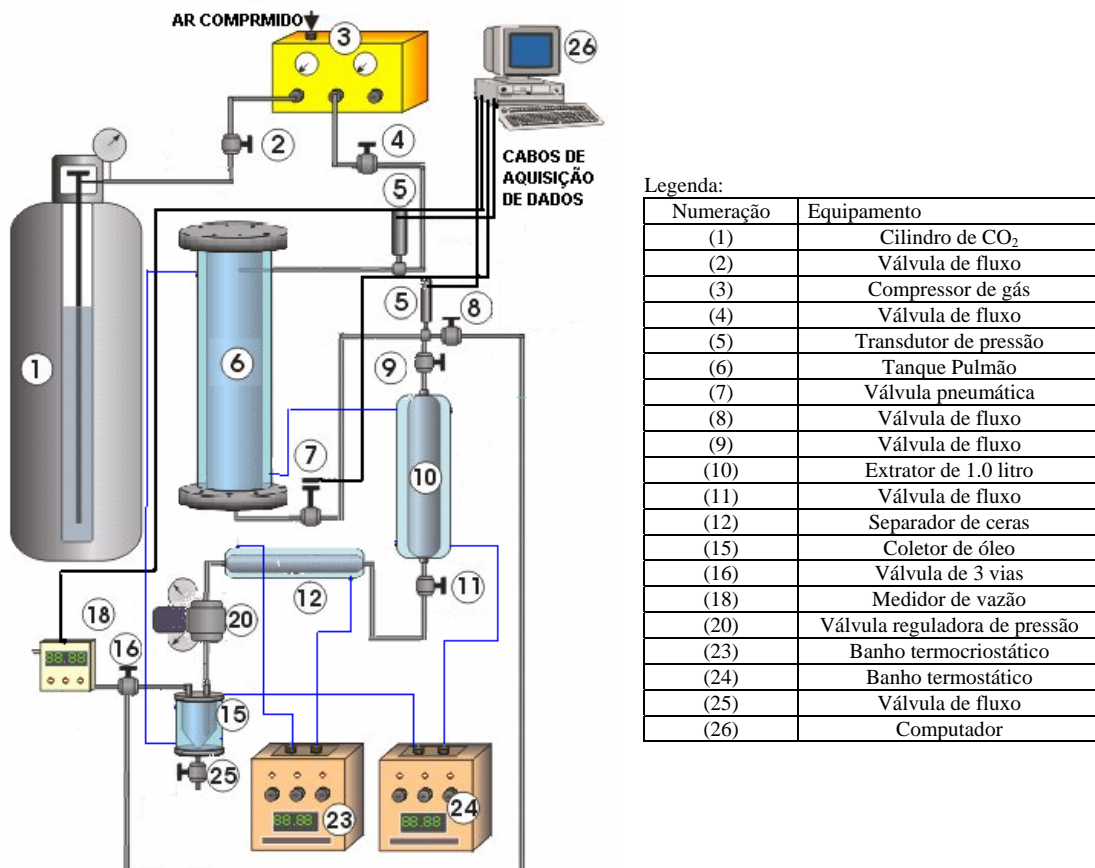 AR COMPRMIDO
3
26
2
4
CABOS DE
AQUISIÇÃO
DE DADOS
5
5
8
1
6
9
7
10
11
12
18
20
16
15
25
23
24
88.88
88.88
88.88
Legenda:
Numeração Equipamento
(1) Cilindro de CO₂
(2) Válvula de fluxo
(3) Compressor de gás
(4) Válvula de fluxo
(5) Transdutor de pressão
(6) Tanque Pulmão
(7) Válvula pneumática
(8) Válvula de fluxo
(9) Válvula de fluxo
(10) Extrator de 1.0 litro
(11) Válvula de fluxo
(12) Separador de ceras
(15) Coletor de óleo
(16) Válvula de 3 vias
(18) Medidor de vazão
(20) Válvula reguladora de pressão
(23) Banho termocriostático
(24) Banho termostático
(25) Válvula de fluxo
(26) Computador